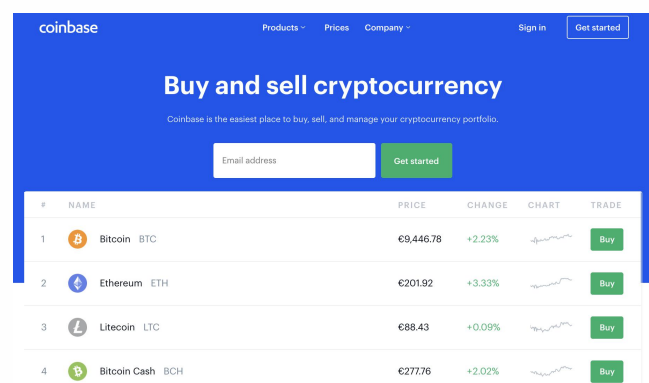 coinbase Products Prices Company Sign in Get started
Buy and sell cryptocurrency
Coinbase is the easiest place to buy, sell, and manage your cryptocurrency portfolio.
Email address Get started
# NAME PRICE CHANGE CHART TRADE
1 Bitcoin BTC €9,446.78 +2.23% Buy
2 Ethereum ETH €201.92 +3.33% Buy
3 Litecoin LTC €88.43 +0.09% Buy
4 Bitcoin Cash BCH €277.76 +2.02% Buy